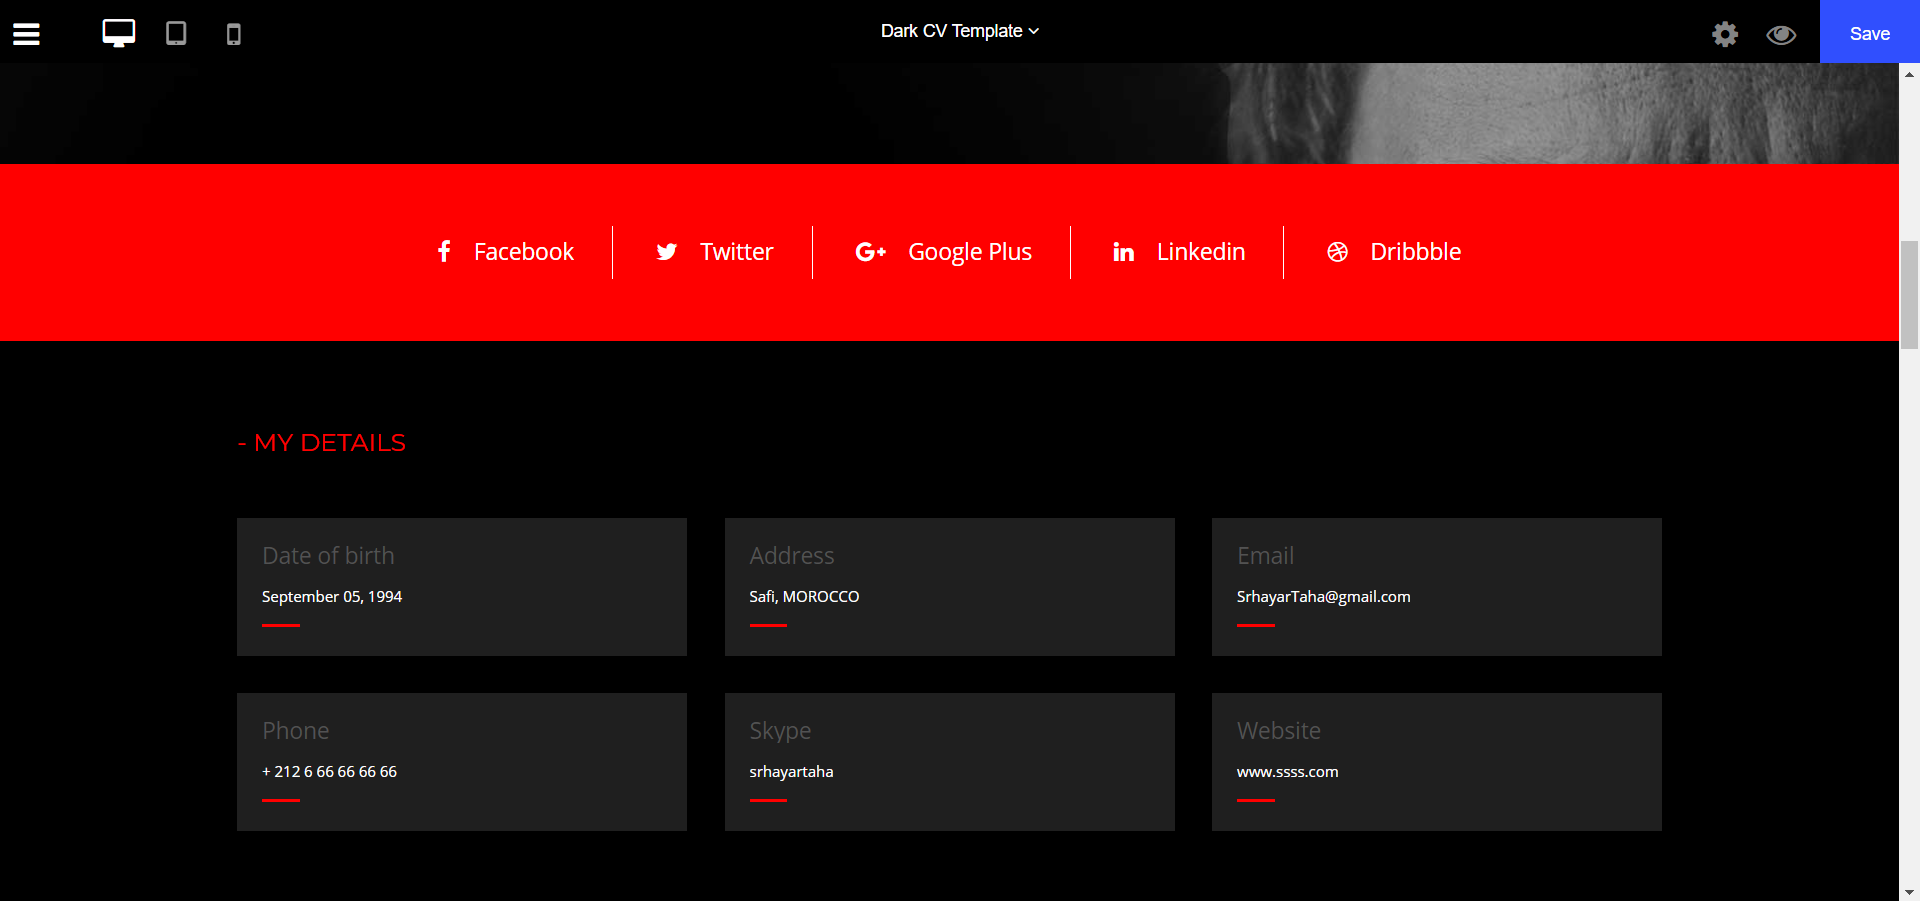 Dark CV Template
Save
Facebook
Twitter
Google Plus
Linkedin
Dribbble
- MY DETAILS
Date of birth
September 05, 1994
Address
Safi, MOROCCO
Email
SrhayarTaha@gmail.com
Phone
+ 212 6 66 66 66 66
Skype
srhayartaha
Website
www.ssss.com